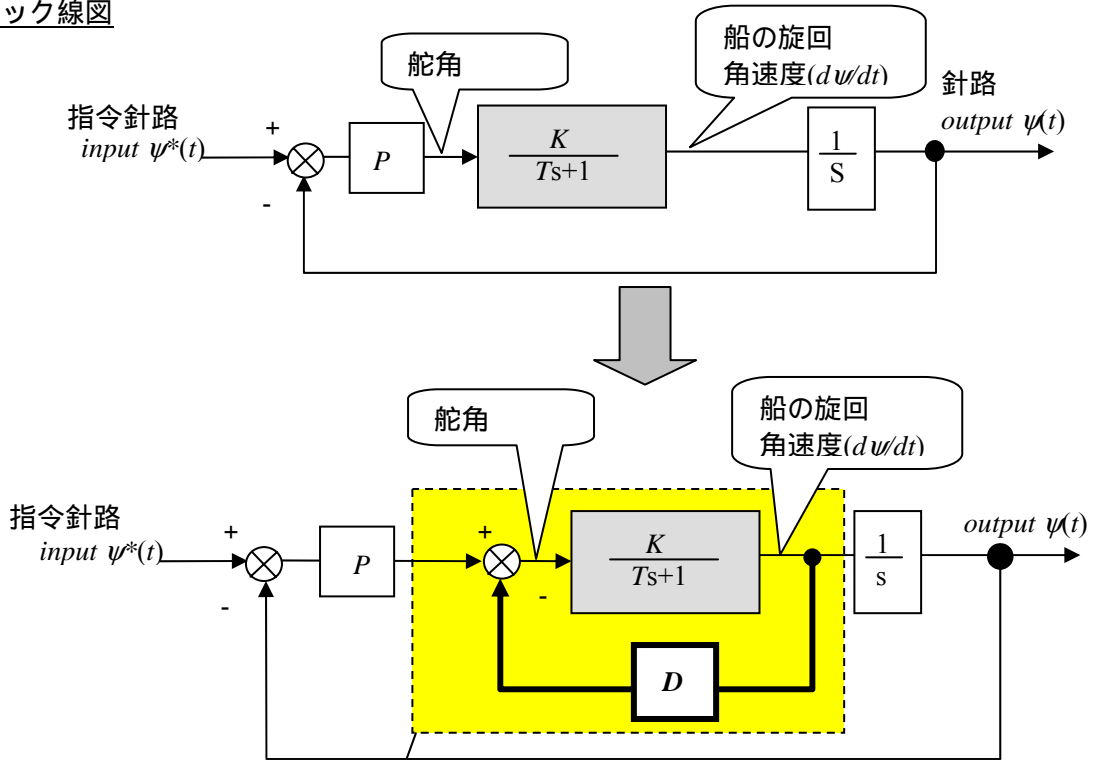 ック線図
舵角
船の旋回
角速度(dψ/dt)
針路
output ψ(t)
指令針路
input ψ*(t)
+
-
P
K
Ts+1
1
S
舵角
船の旋回
角速度(dψ/dt)
指令針路
input ψ*(t)
+
-
P
+
-
K
Ts+1
1
s
output ψ(t)
D